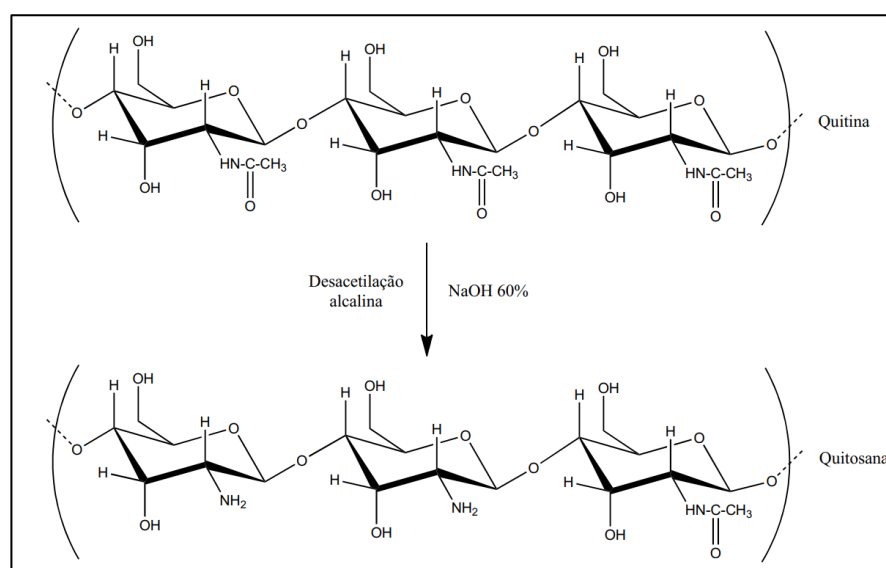 OH
OH
OH
H
H
H
H
H
H
O
O
O
O
O
O
O
Quitina
H
H
H
HN-C-CH3
HN-C-CH3
HN-C-CH3
OH
OH
OH
O
O
O
Desacetilação
alcalina
NaOH 60%
OH
OH
OH
H
H
H
H
H
H
O
O
O
O
O
O
O
Quitosana
H
H
H
NH2
NH2
HN-C-CH3
OH
OH
OH
O